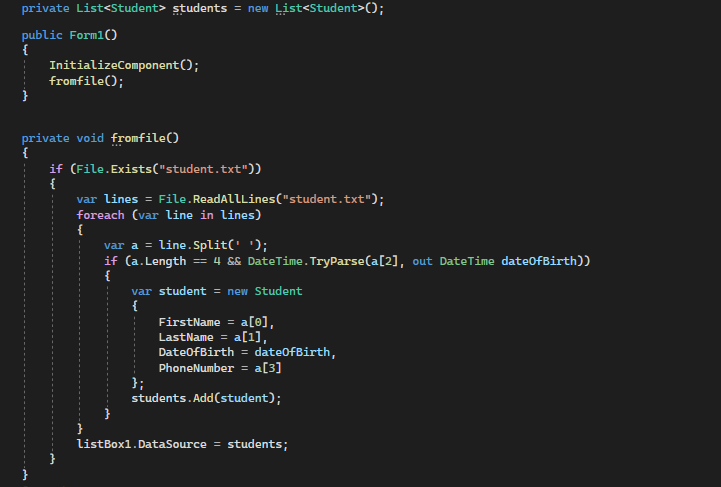 private List<Student> students = new List<Student>();
public Form1()
{
InitializeComponent();
fromfile();
}
private void fromfile()
{
if (File.Exists("student.txt"))
{
var lines = File.ReadAllLines("student.txt");
foreach (var line in lines)
{
var a = line.Split(' ');
if (a.Length == 4 && DateTime.TryParse(a[2], out DateTime dateOfBirth))
{
var student = new Student
{
FirstName = a[0],
LastName = a[1],
DateOfBirth = dateOfBirth,
PhoneNumber = a[3]
};
students.Add(student);
}
}
listBox1.DataSource = students;
}
}